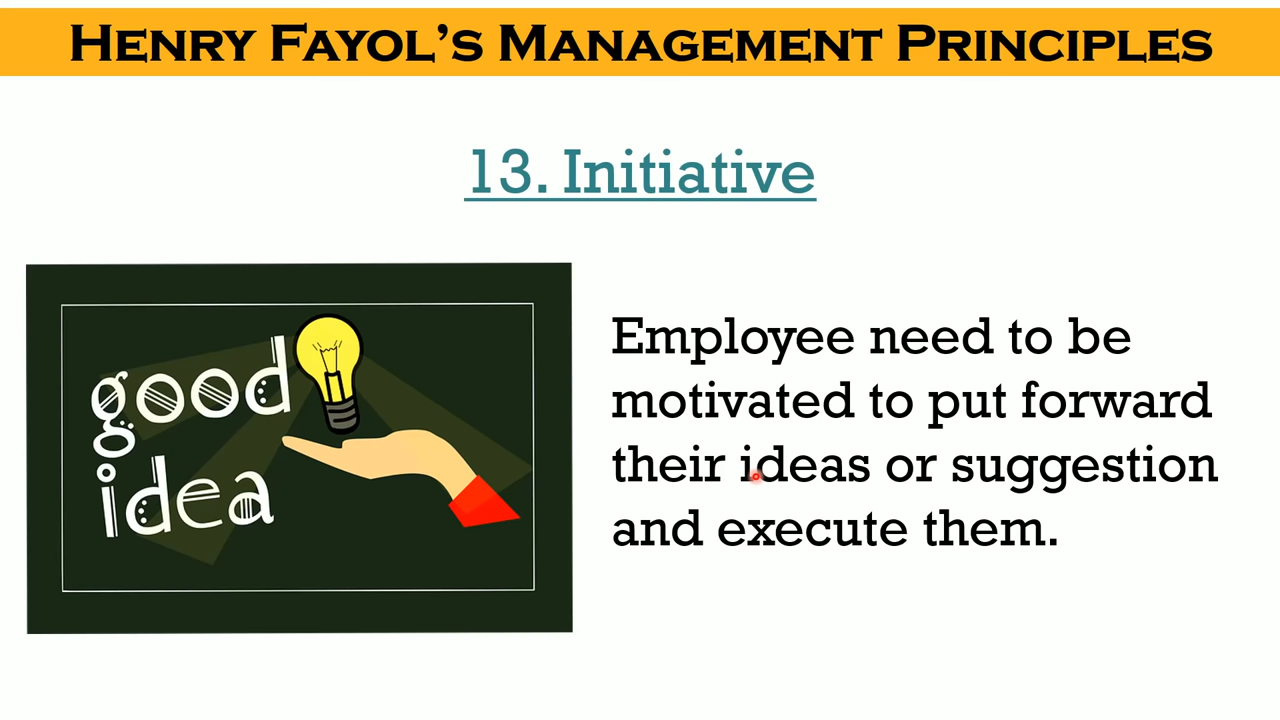 HENRY FAYOL'S MANAGEMENT PRINCIPLES
13. Initiative
good
idea
Employee need to be
motivated to put forward
their ideas or suggestion
and execute them.